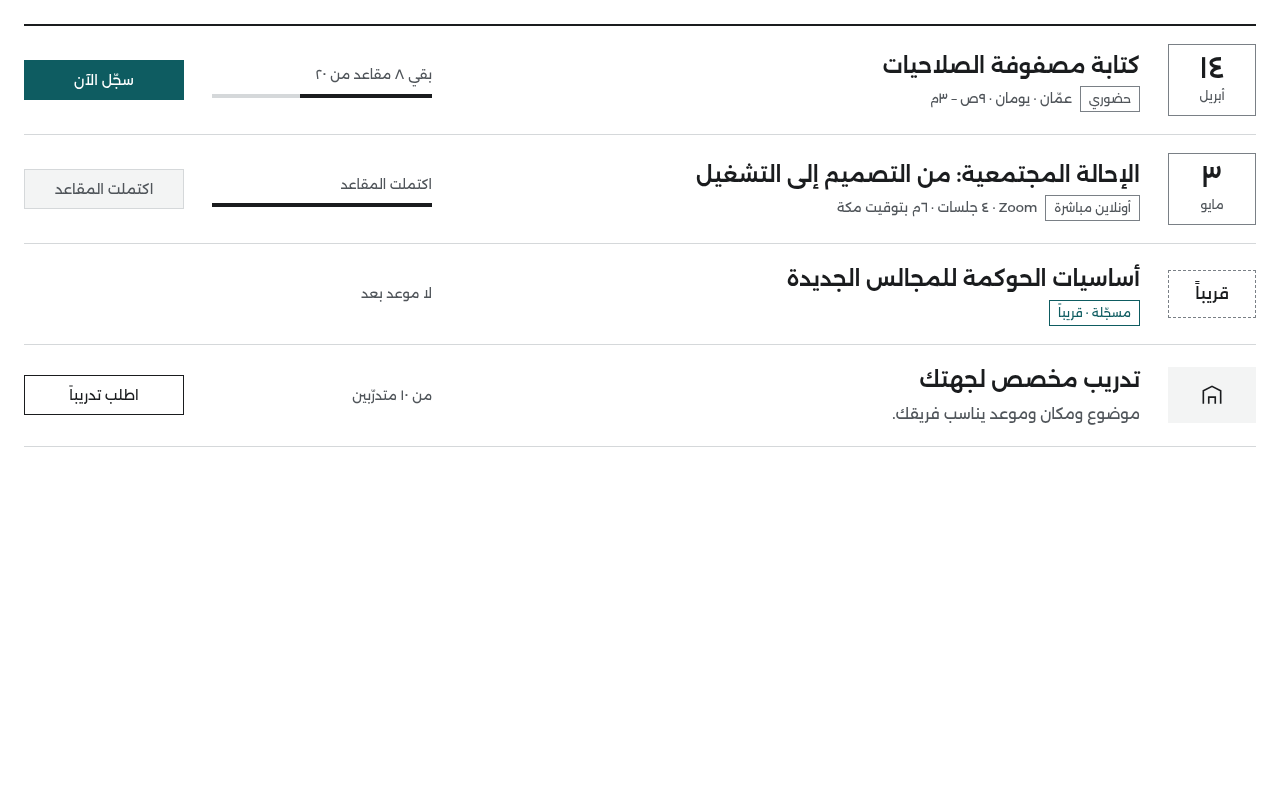 ١٤
أبريل
كتابة مصفوفة الصلاحيات
حضوري عمّان · يومان · ٩ص – ٣م
بقي ٨ مقاعد من ٢٠
سجّل الآن
٣
مايو
الإحالة المجتمعية: من التصميم إلى التشغيل
أونلاين مباشرة Zoom · ٤ جلسات · ٦م بتوقيت مكة
اكتملت المقاعد
اكتملت المقاعد
قريباً
أساسيات الحوكمة للمجالس الجديدة
مسجّلة · قريباً
لا موعد بعد
تدريب مخصص لجهتك
موضوع ومكان وموعد يناسب فريقك.
من ١٠ متدرّبين
اطلب تدريباً